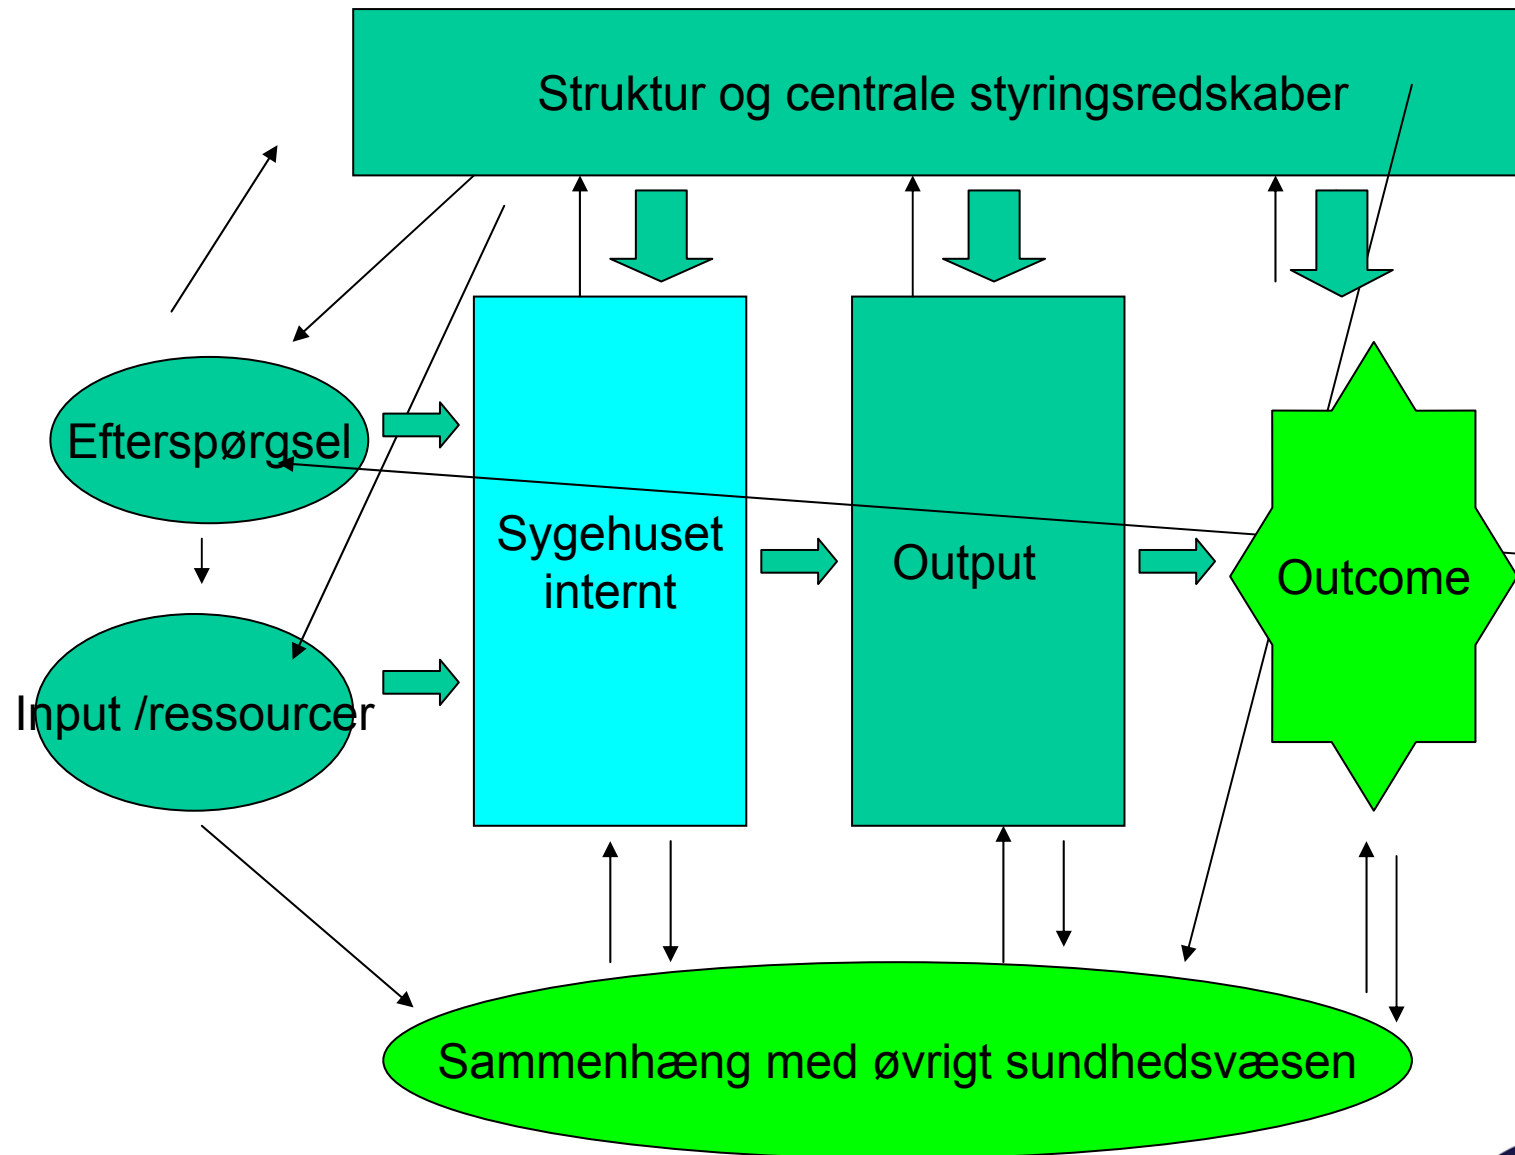 Struktur og centrale styringsredskaber
Efterspørgsel
Sygehuset
internt
Output
Outcome
Input /ressourcer
Sammenhæng med øvrigt sundhedsvæsen